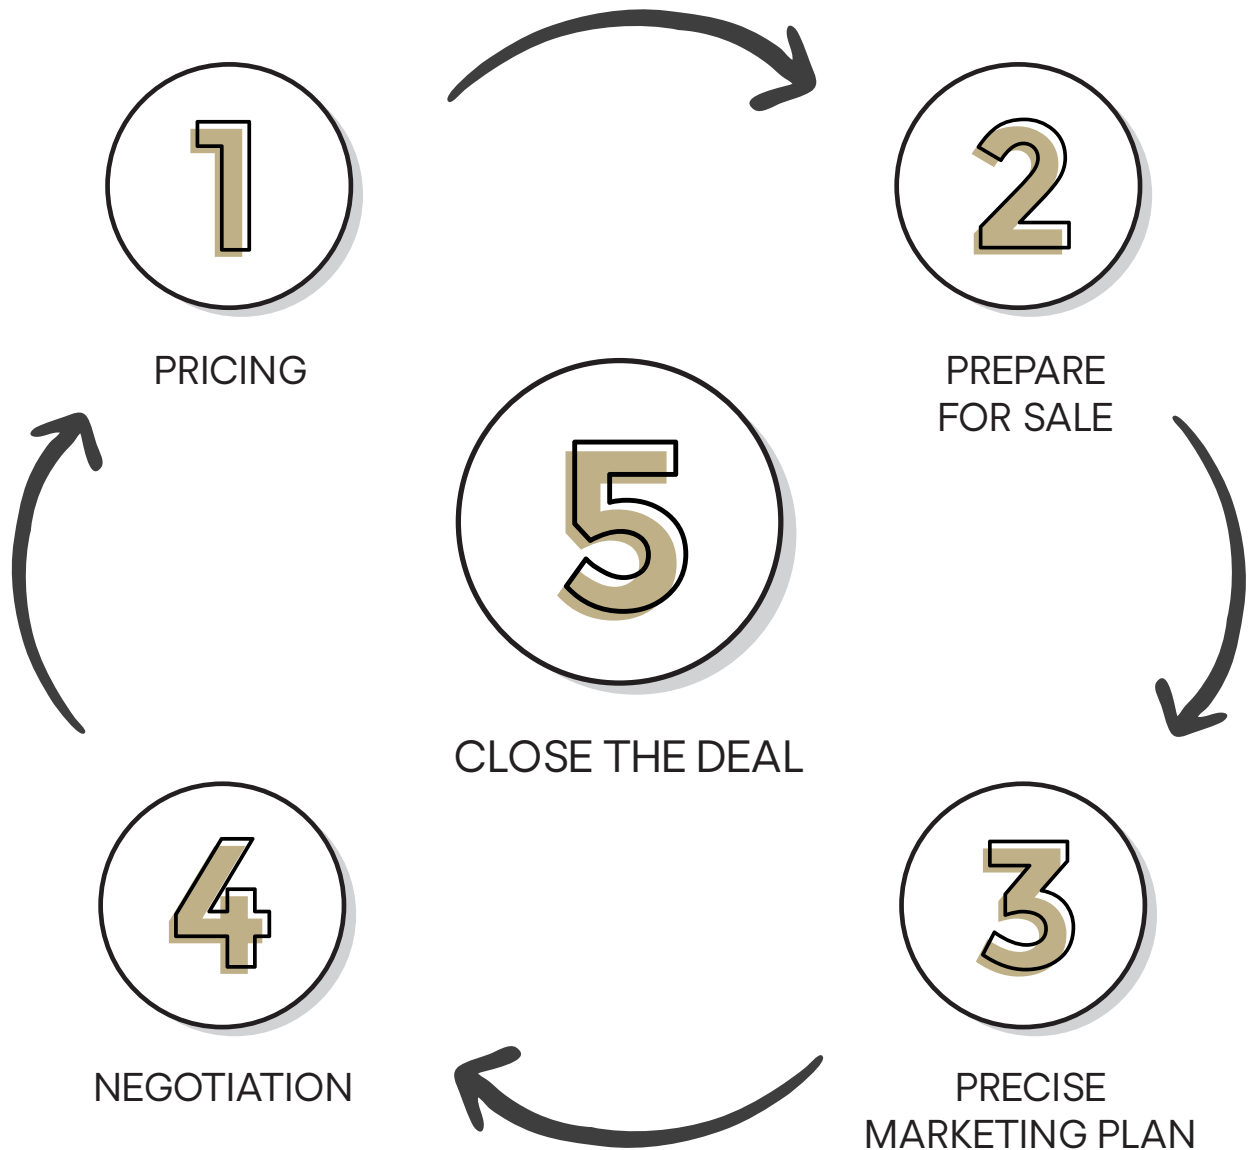 1
PRICING
2
PREPARE
FOR SALE
3
PRECISE
MARKETING PLAN
4
NEGOTIATION
5
CLOSE THE DEAL